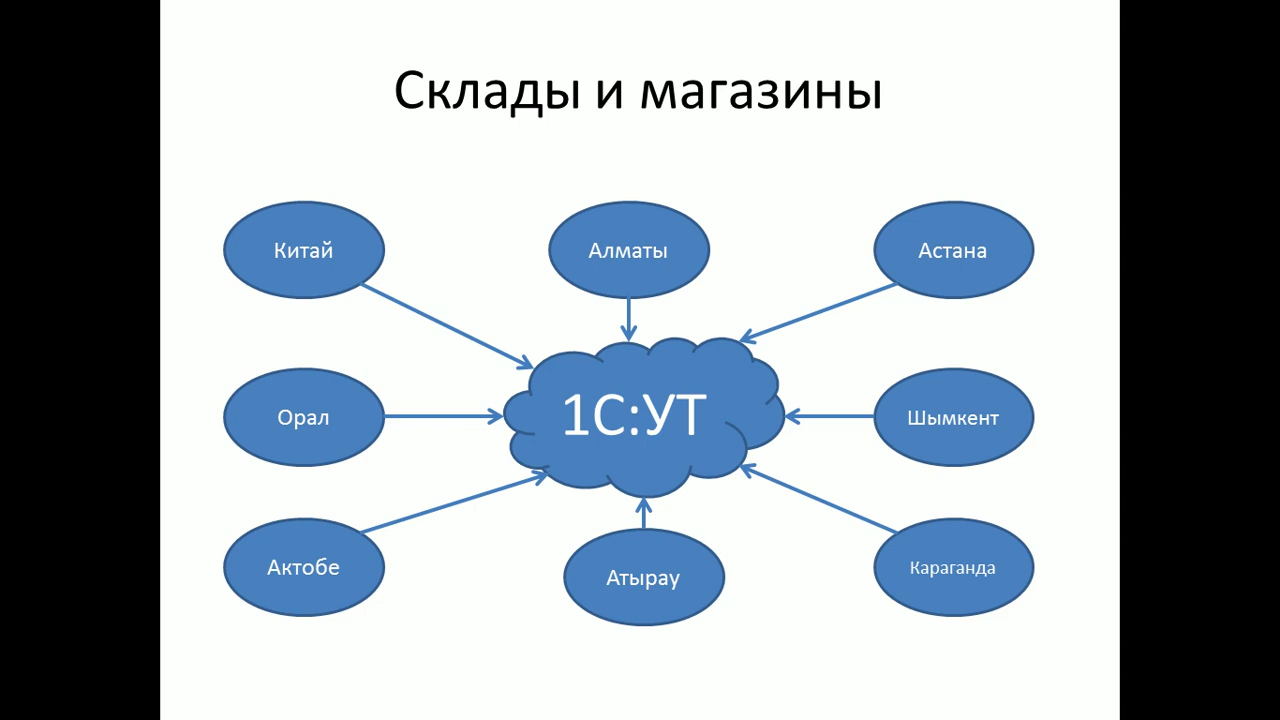 Склады и магазины
Китай
Алматы
Астана
Орал
1С:УТ
Шымкент
Актобе
Атырау
Караганда